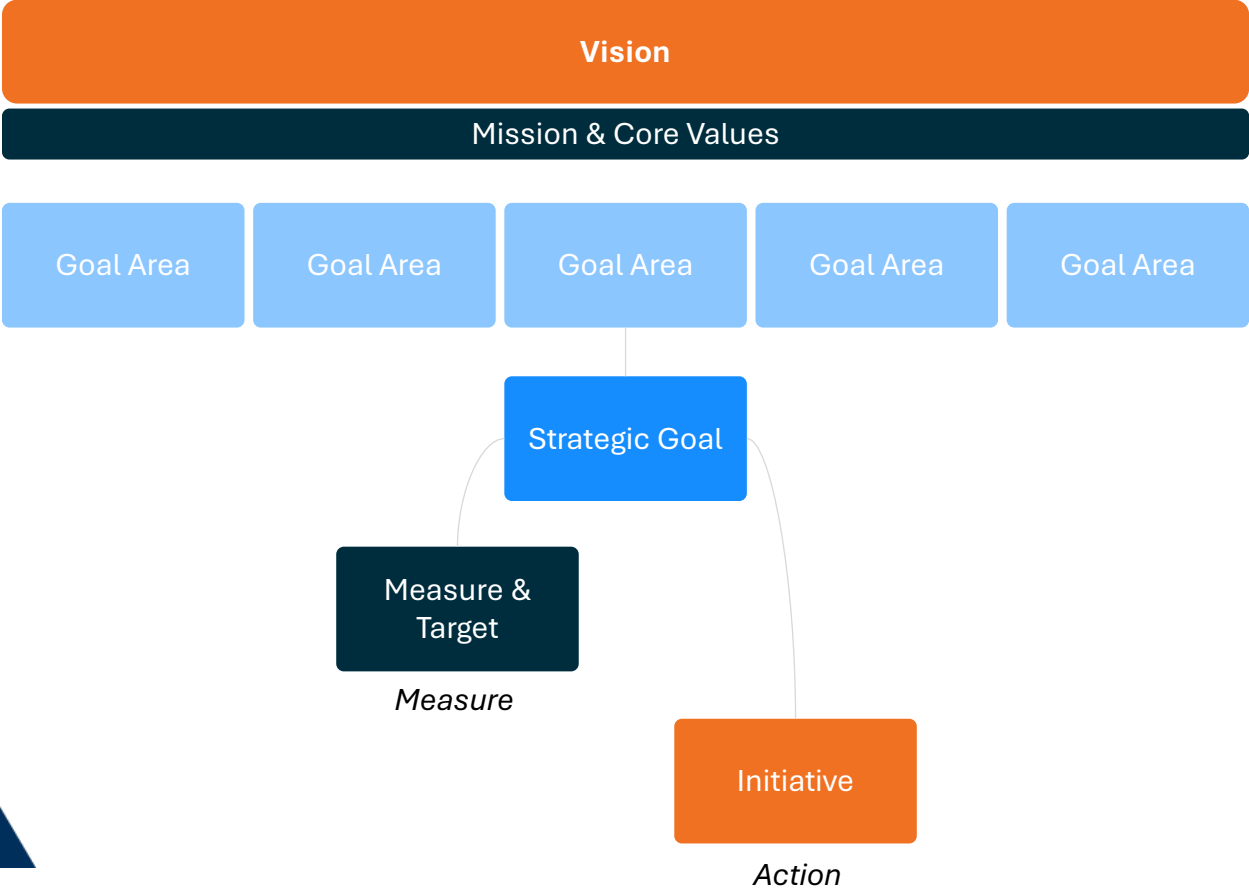 Vision
Mission & Core Values
Goal Area
Goal Area
Goal Area
Goal Area
Goal Area
Strategic Goal
Measure &
Target
Measure
Initiative
Action